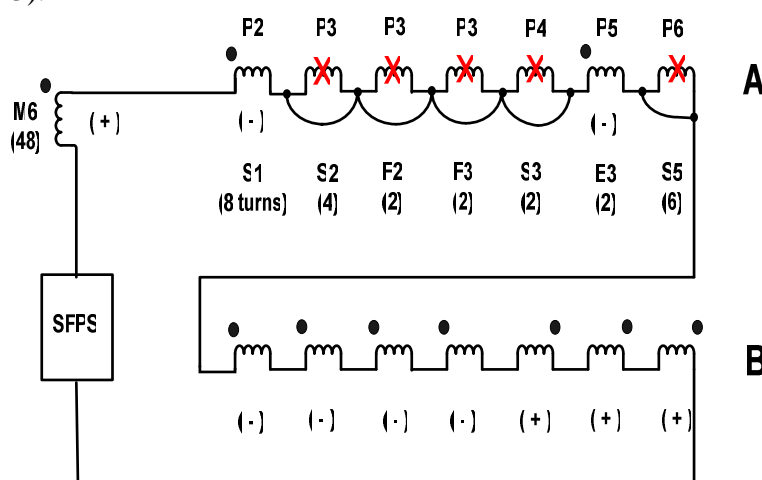 P2 P3 P3 P3 P4 P5 P6
A
M6
(48)
(+)
(-) (-)
S1 S2 F2 F3 S3 E3 S5
(8 turns) (4) (2) (2) (2) (2) (6)
SFPS
B
(-) (-) (-) (-) (+) (+) (+)